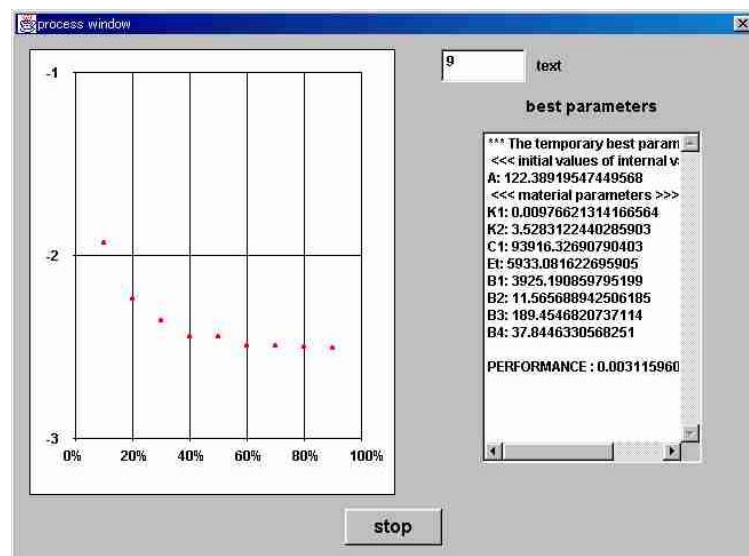 process window
-1
-2
-3
0% 20% 40% 60% 80% 100%
9 text
best parameters
*** The temporary best param
<<< initial values of internal v
A: 122.38919547449568
<<< material parameters >>>
K1: 0.00976621314166564
K2: 3.5283122440285903
C1: 93916.32690790403
Et: 5933.081622695905
B1: 3925.190859795199
B2: 11.565688942506185
B3: 189.4546820737114
B4: 37.8446330568251
PERFORMANCE : 0.003115960
stop